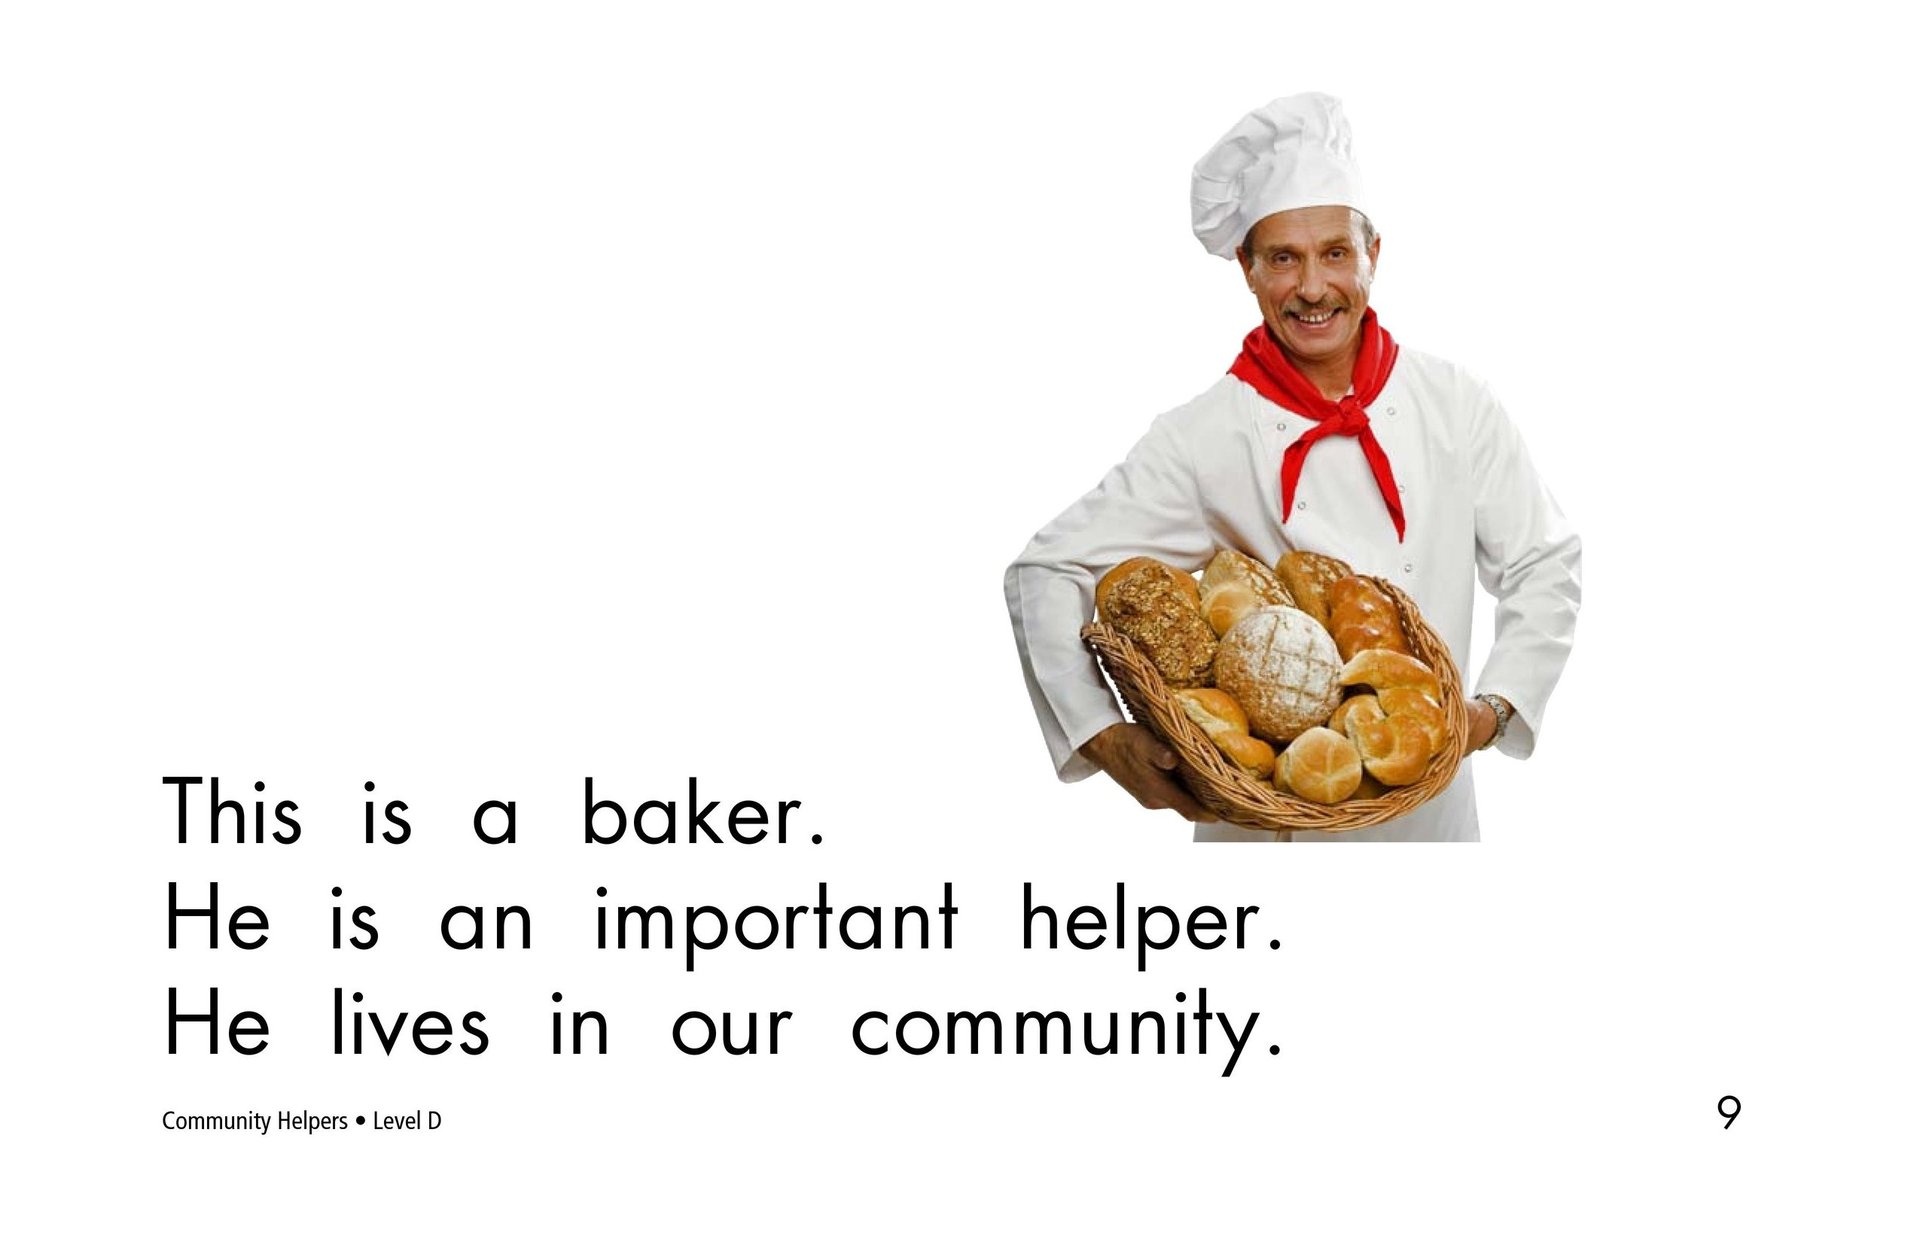 This is a baker.
He is an important helper.
He lives in our community.
Community Helpers • Level D
9